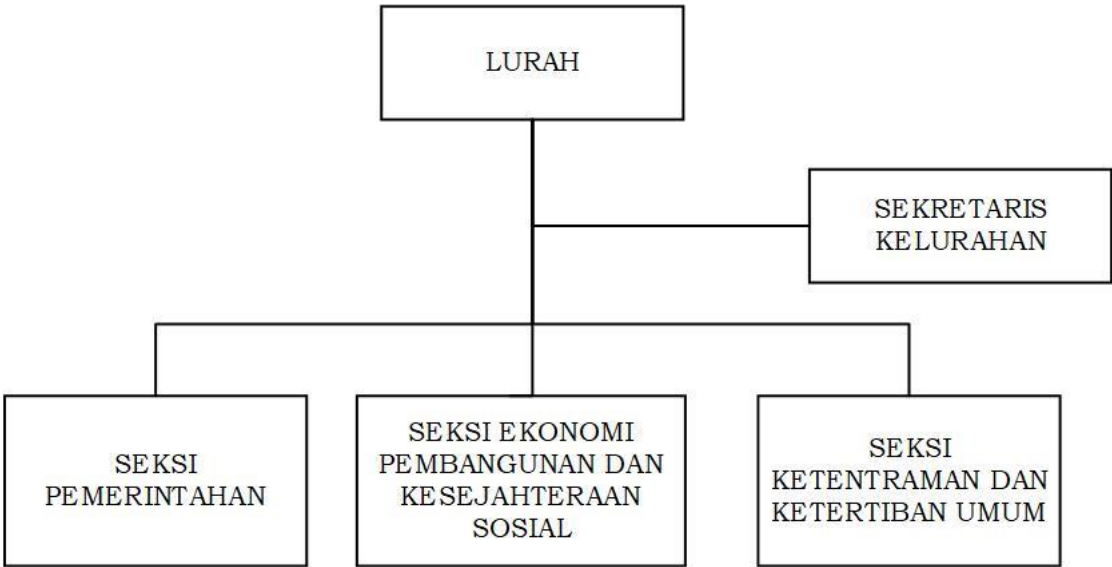 LURAH
SEKRETARIS
KELURAHAN
SEKSI
PEMERINTAHAN
SEKSI EKONOMI
PEMBANGUNAN DAN
KESEJAHTERAAN
SOSIAL
SEKSI
KETENTRAMAN DAN
KETERTIBAN UMUM